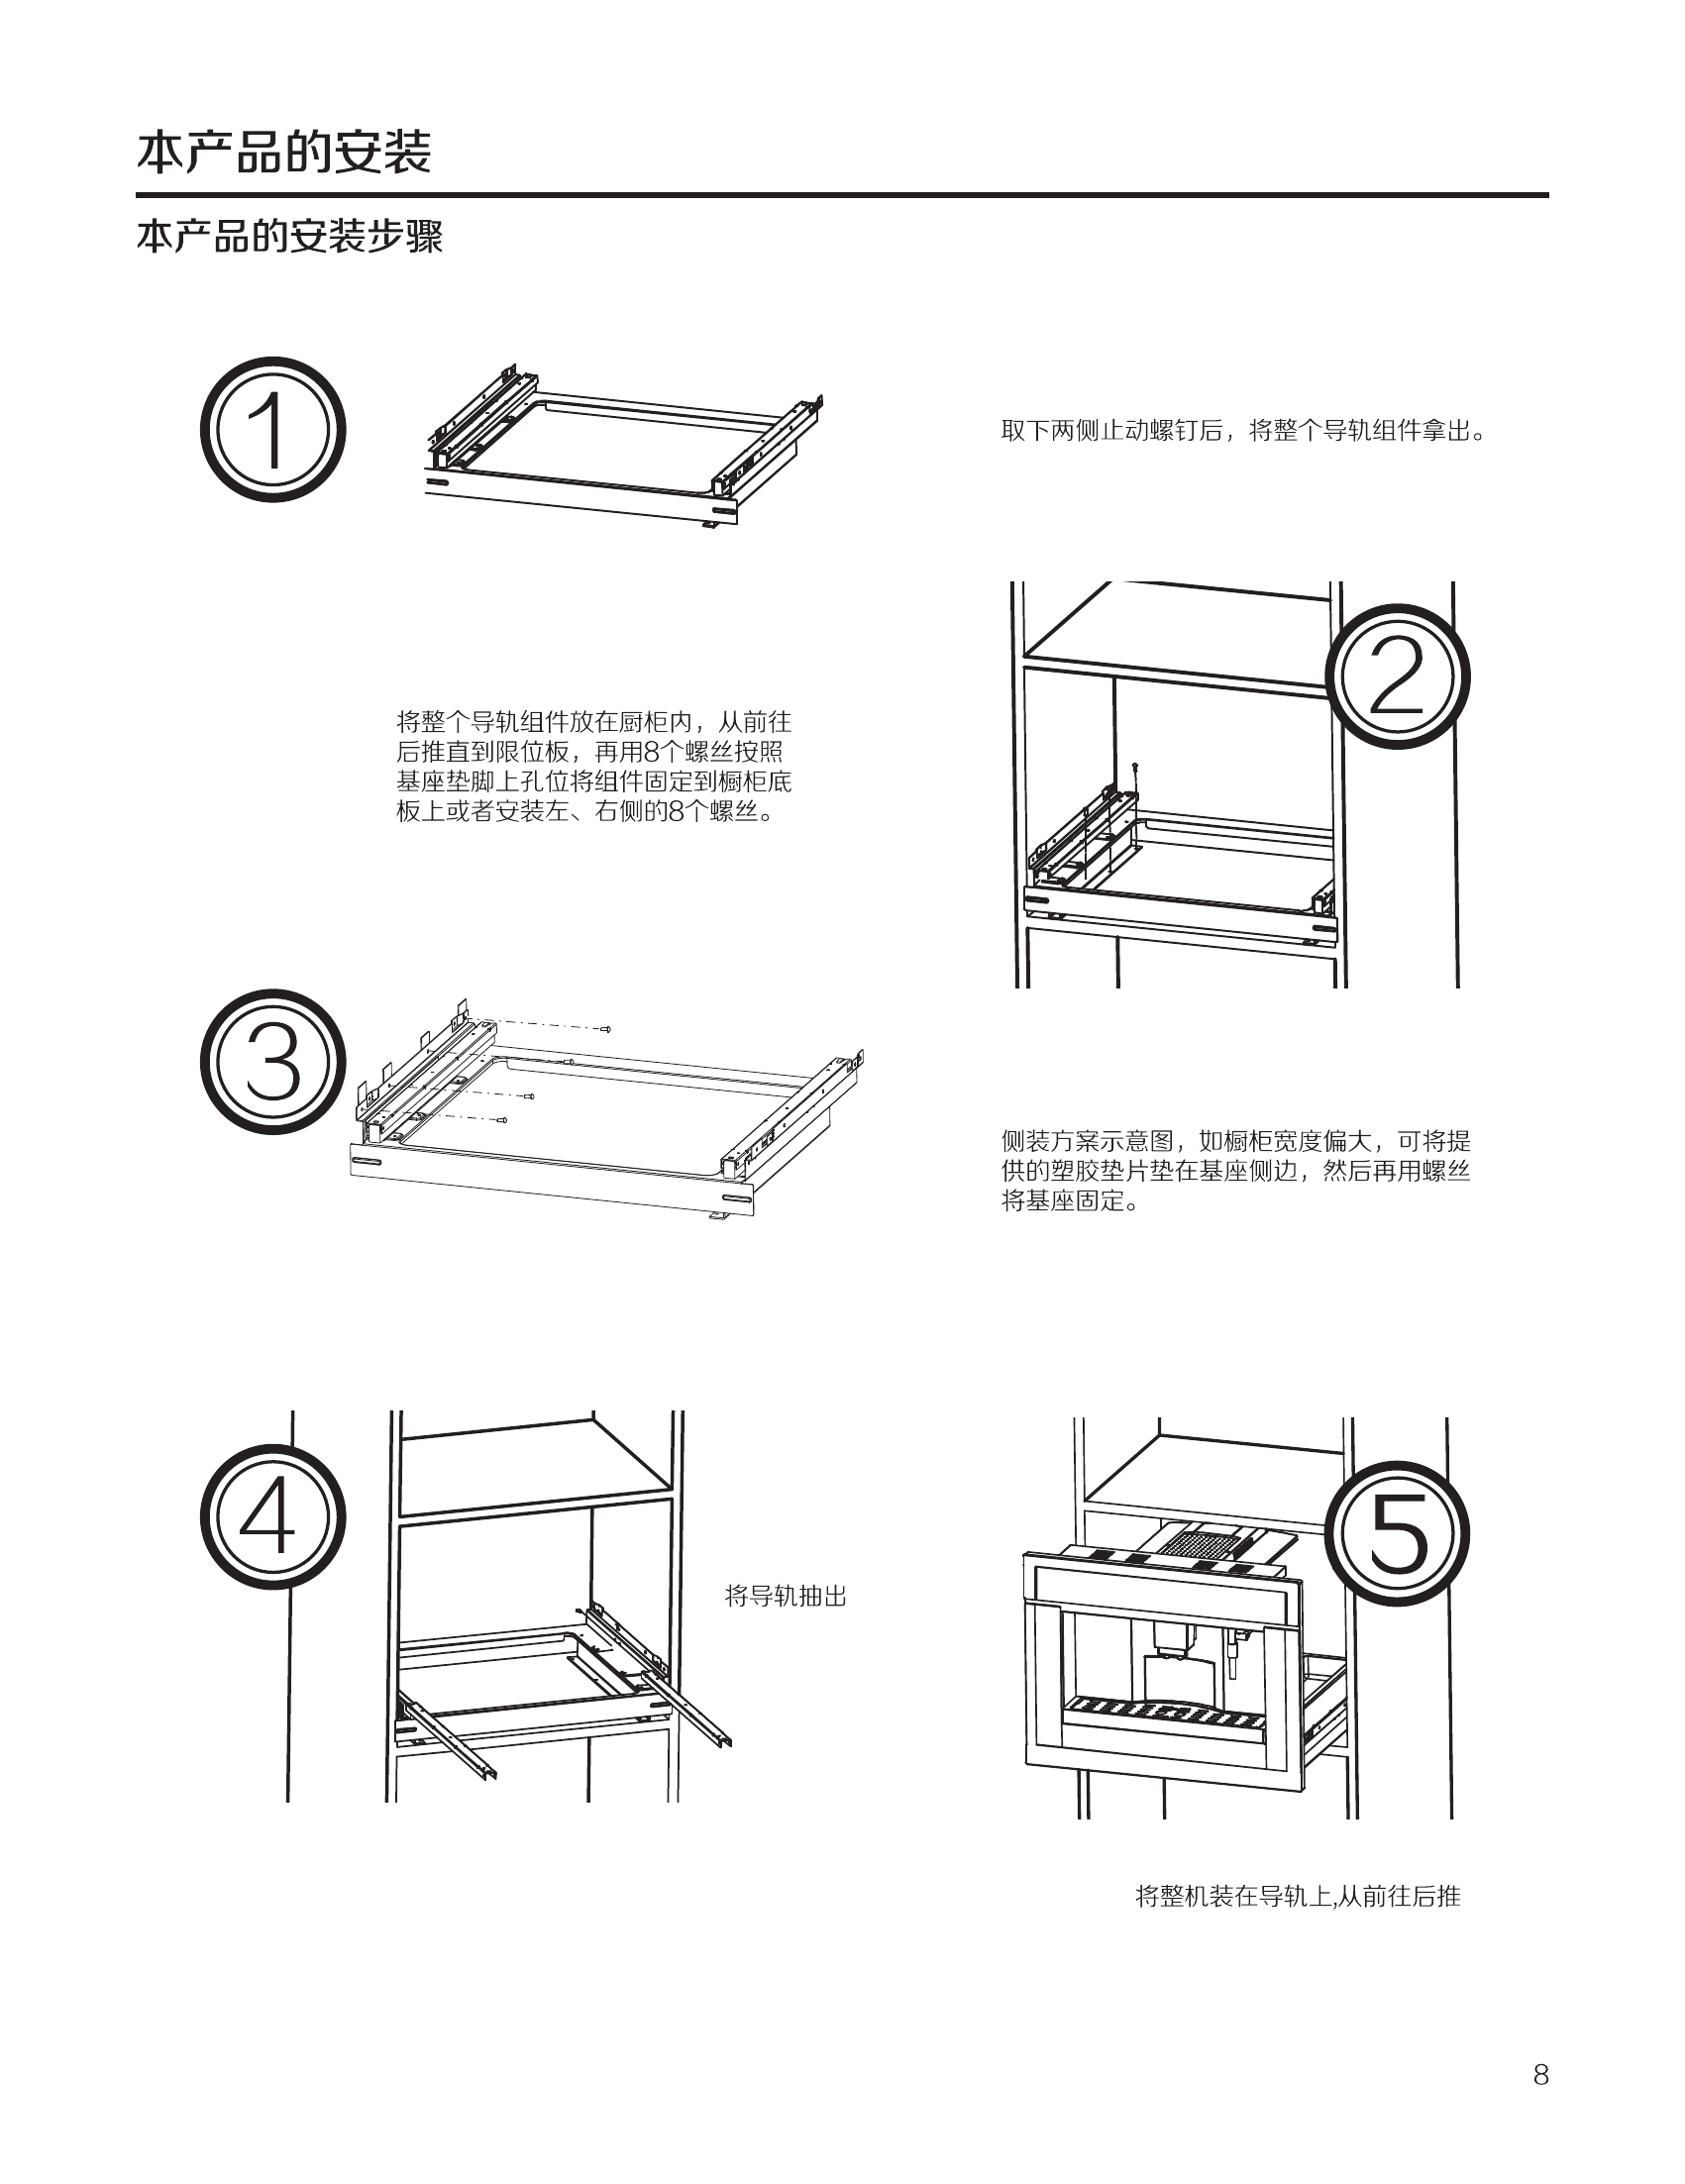 本产品的安装
本产品的安装步骤
1
取下两侧止动螺钉后，将整个导轨组件拿出。
2
将整个导轨组件放在厨柜内，从前往
后推直到限位板，再用8个螺丝按照
基座垫脚上孔位将组件固定到橱柜底
板上或者安装左、右侧的8个螺丝。
3
侧装方案示意图，如橱柜宽度偏大，可将提
供的塑胶垫片垫在基座侧边，然后再用螺丝
将基座固定。
4
将导轨抽出
5
将整机装在导轨上,从前往后推
8